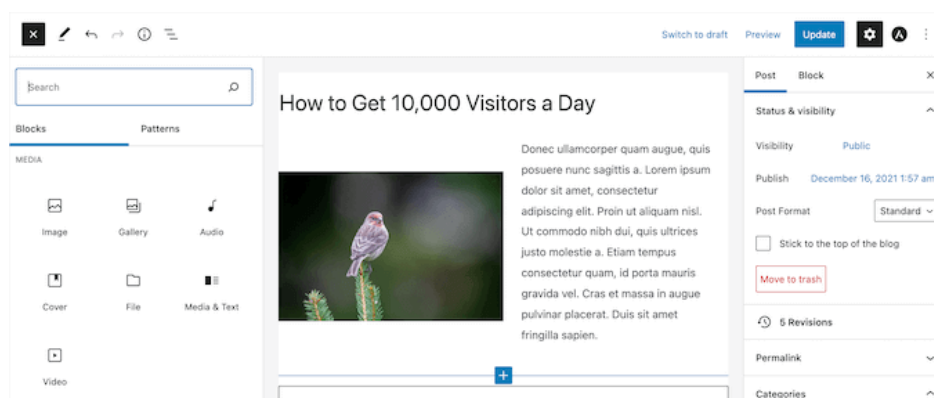 Switch to draft
Preview
Update
Search
Blocks
Patterns
MEDIA
Image
Gallery
Audio
Cover
File
Media & Text
Video
How to Get 10,000 Visitors a Day
Donec ullamcorper quam augue, quis
posuere nunc sagittis a. Lorem ipsum
dolor sit amet, consectetur
adipiscing elit. Proin ut aliquam nisl.
Ut commodo nibh dui, quis ultrices
justo molestie a. Etiam tempus
consectetur quam, id porta mauris
gravida vel. Cras et massa in augue
pulvinar placerat. Duis sit amet
fringilla sapien.
Post
Block
Status & visibility
Visibility
Public
Publish
December 16, 2021 1:57 am
Post Format
Standard
Stick to the top of the blog
Move to trash
5 Revisions
Permalink
Categories